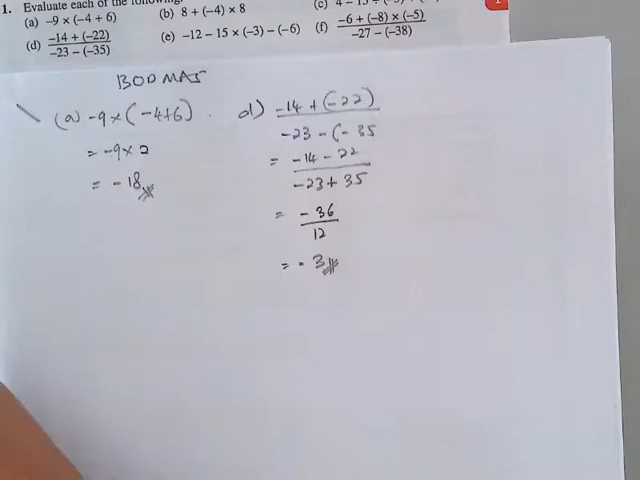 1. Evaluate each of the following.
(a) −9 × (−4 + 6) (b) 8 + (−4) × 8
(d) −14 + (−22) / −23 − (−35) (e) −12 − 15 × (−3) − (−6) (f) −6 + (−8) × (−5) / −27 − (−38)
BODMAS
(a) -9 × (-4+6)
= -9 × 2
= -18
d) -14 + (-22)
-23 - (-35
= -14 - 22
-23 + 35
= -36
12
= -3